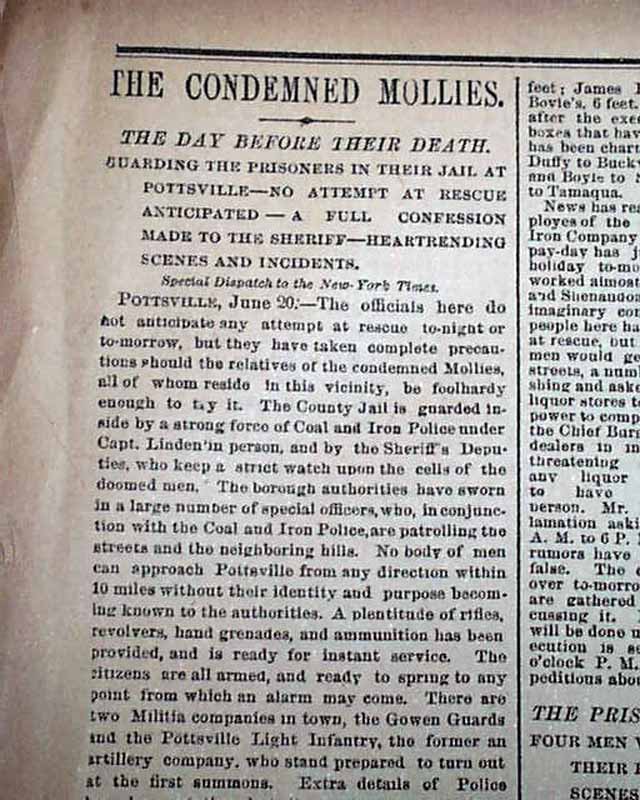 THE CONDEMNED MOLLIES.
THE DAY BEFORE THEIR DEATH.
GUARDING THE PRISONERS IN THEIR JAIL AT
POTTSVILLE—NO ATTEMPT AT RESCUE
ANTICIPATED — A FULL CONFESSION
MADE TO THE SHERIFF—HEARTRENDING
SCENES AND INCIDENTS.
Special Dispatch to the New-York Times.
POTTSVILLE, June 20.—The officials here do
not anticipate any attempt at rescue to-night or
to-morrow, but they have taken complete precau-
tions should the relatives of the condemned Mollies,
all of whom reside in this vicinity, be foolhardy
enough to try it. The County Jail is guarded in-
side by a strong force of Coal and Iron Police under
Capt. Linden in person, and by the Sheriff's Depu-
ties, who keep a strict watch upon the cells of the
doomed men. The borough authorities have sworn
in a large number of special officers, who, in conjunc-
tion with the Coal and Iron Police, are patrolling the
streets and the neighboring hills. No body of men
can approach Pottsville from any direction within
10 miles without their identity and purpose becom-
ing known to the authorities. A plentitude of rifles,
revolvers, hand grenades, and ammunition has been
provided, and is ready for instant service. The
citizens are all armed, and ready to spring to any
point from which an alarm may come. There are
two Militia companies in town, the Gowen Guards
and the Pottsville Light Infantry, the former an
artillery company, who stand prepared to turn out
at the first summons. Extra details of Police
feet; James
Boyle's, 6 feet.
after the exe
boxes that hav
has been chart
Duffy to Buck
and Boyle to
to Tamaqua.
News has rea
ployes of the
Iron Company
pay-day has j
holiday to-mo
worked almost
and Shenandoa
imaginary con
people here ha
at rescue, but
men would ge
streets, a numb
shing and aske
liquor stores t
power to comp
the Chief Burg
dealers in in
threatening
any liquor
to have
person. Mr.
lamation aski
A. M. to 6 P.
rumors have
false. The
over to-morro
are gathered
cussing it.
will be done
ecution is se
o'clock P. M.
peditions abou
THE PRIS
FOUR MEN
THEIR
SCENES